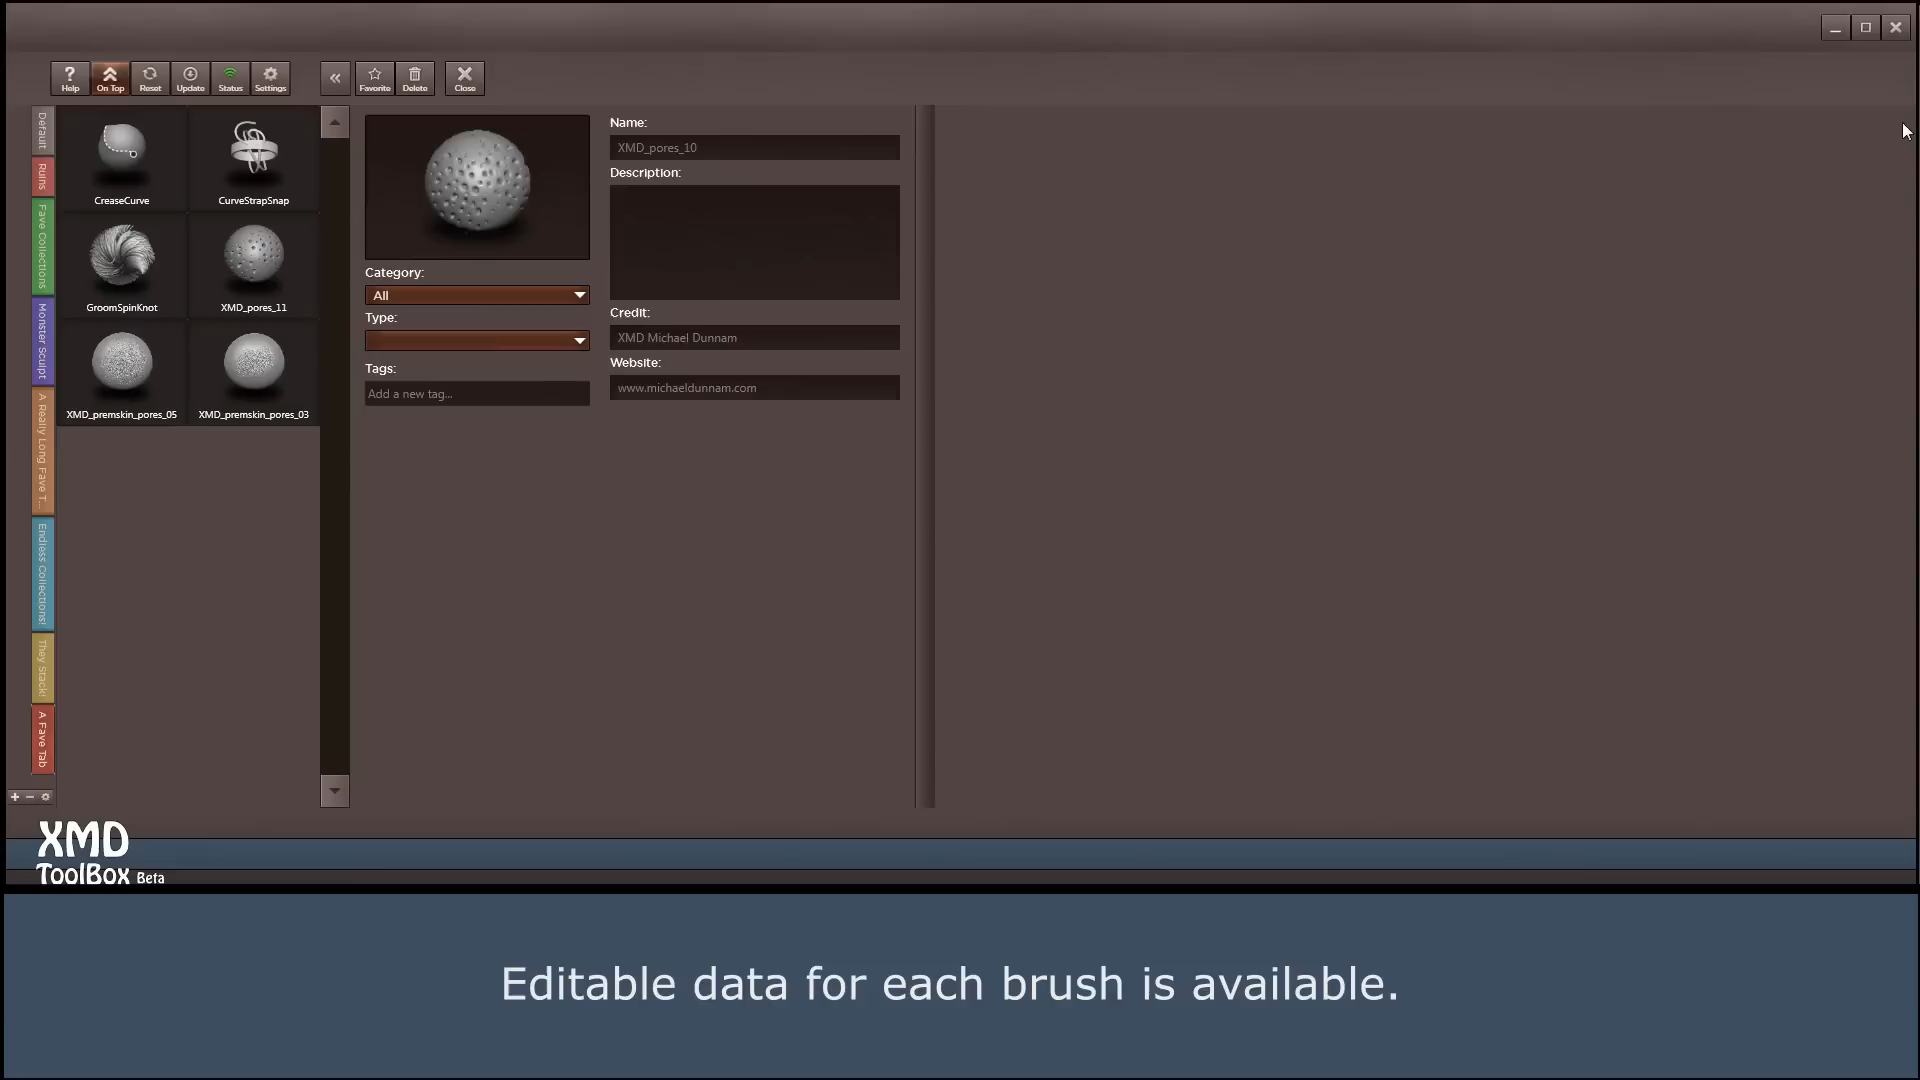 Help
On Top
Reset
Update
Status
Settings
Favorite
Delete
Close
Default
Ruins
Fave Collections
Monster Sculpt
A Really Long Fave T...
Endless Collections!
They Stack!
A Fave Tab
CreaseCurve
CurveStrapSnap
GroomSpinKnot
XMD_pores_11
XMD_premskin_pores_05
XMD_premskin_pores_03
Category:
All
Type:
Tags:
Add a new tag...
Name:
XMD_pores_10
Description:
Credit:
XMD Michael Dunnam
Website:
www.michaeldunnam.com
XMD
ToolBox Beta
Editable data for each brush is available.